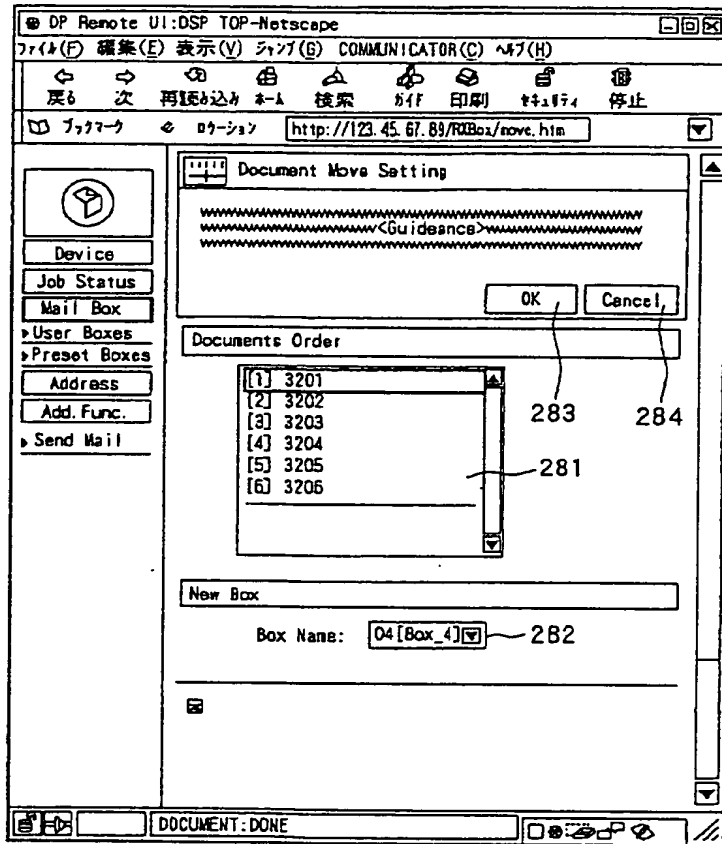 DP Remote UI:DSP TOP-Netscape
ファイル(F) 編集(E) 表示(V) ジャンプ(G) COMMUNICATOR(C) ヘルプ(H)
戻る 次 再読み込み ホーム 検索 ガイド 印刷 セキュリティ 停止
ブックマーク ロケーション http://123.45.67.89/RXBox/move.htm
Document Move Setting
<Guideance>
OK Cancel
283 284
Device
Job Status
Mail Box
User Boxes
Preset Boxes
Address
Add.Func.
Send Mail
Documents Order
[1] 3201
[2] 3202
[3] 3203
[4] 3204
[5] 3205
[6] 3206
281
New Box
Box Name: 04[Box_4] 282
DOCUMENT:DONE